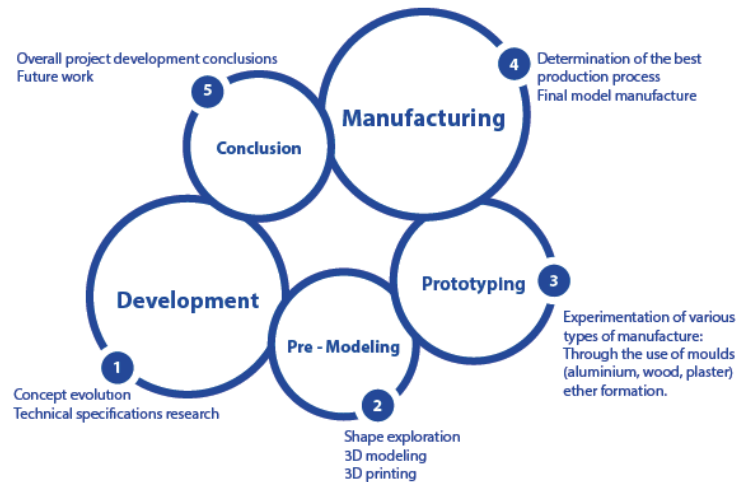 Overall project development conclusions
Future work
5
Conclusion
Manufacturing
4
Determination of the best
production process
Final model manufacture
Development
1
Concept evolution
Technical specifications research
Pre - Modeling
2
Shape exploration
3D modeling
3D printing
Prototyping
3
Experimentation of various
types of manufacture:
Through the use of moulds
(aluminium, wood, plaster)
ether formation.